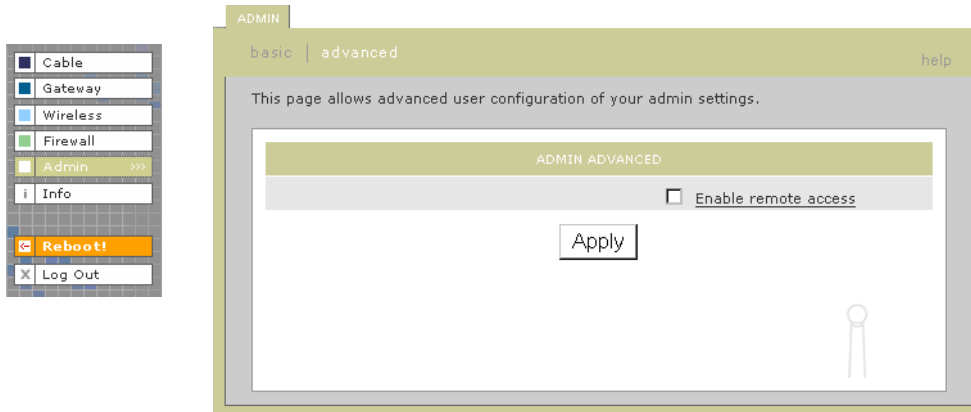 Cable
Gateway
Wireless
Firewall
Admin >>>
i Info
Reboot!
X Log Out
ADMIN
basic | advanced
help
This page allows advanced user configuration of your admin settings.
ADMIN ADVANCED
Enable remote access
Apply